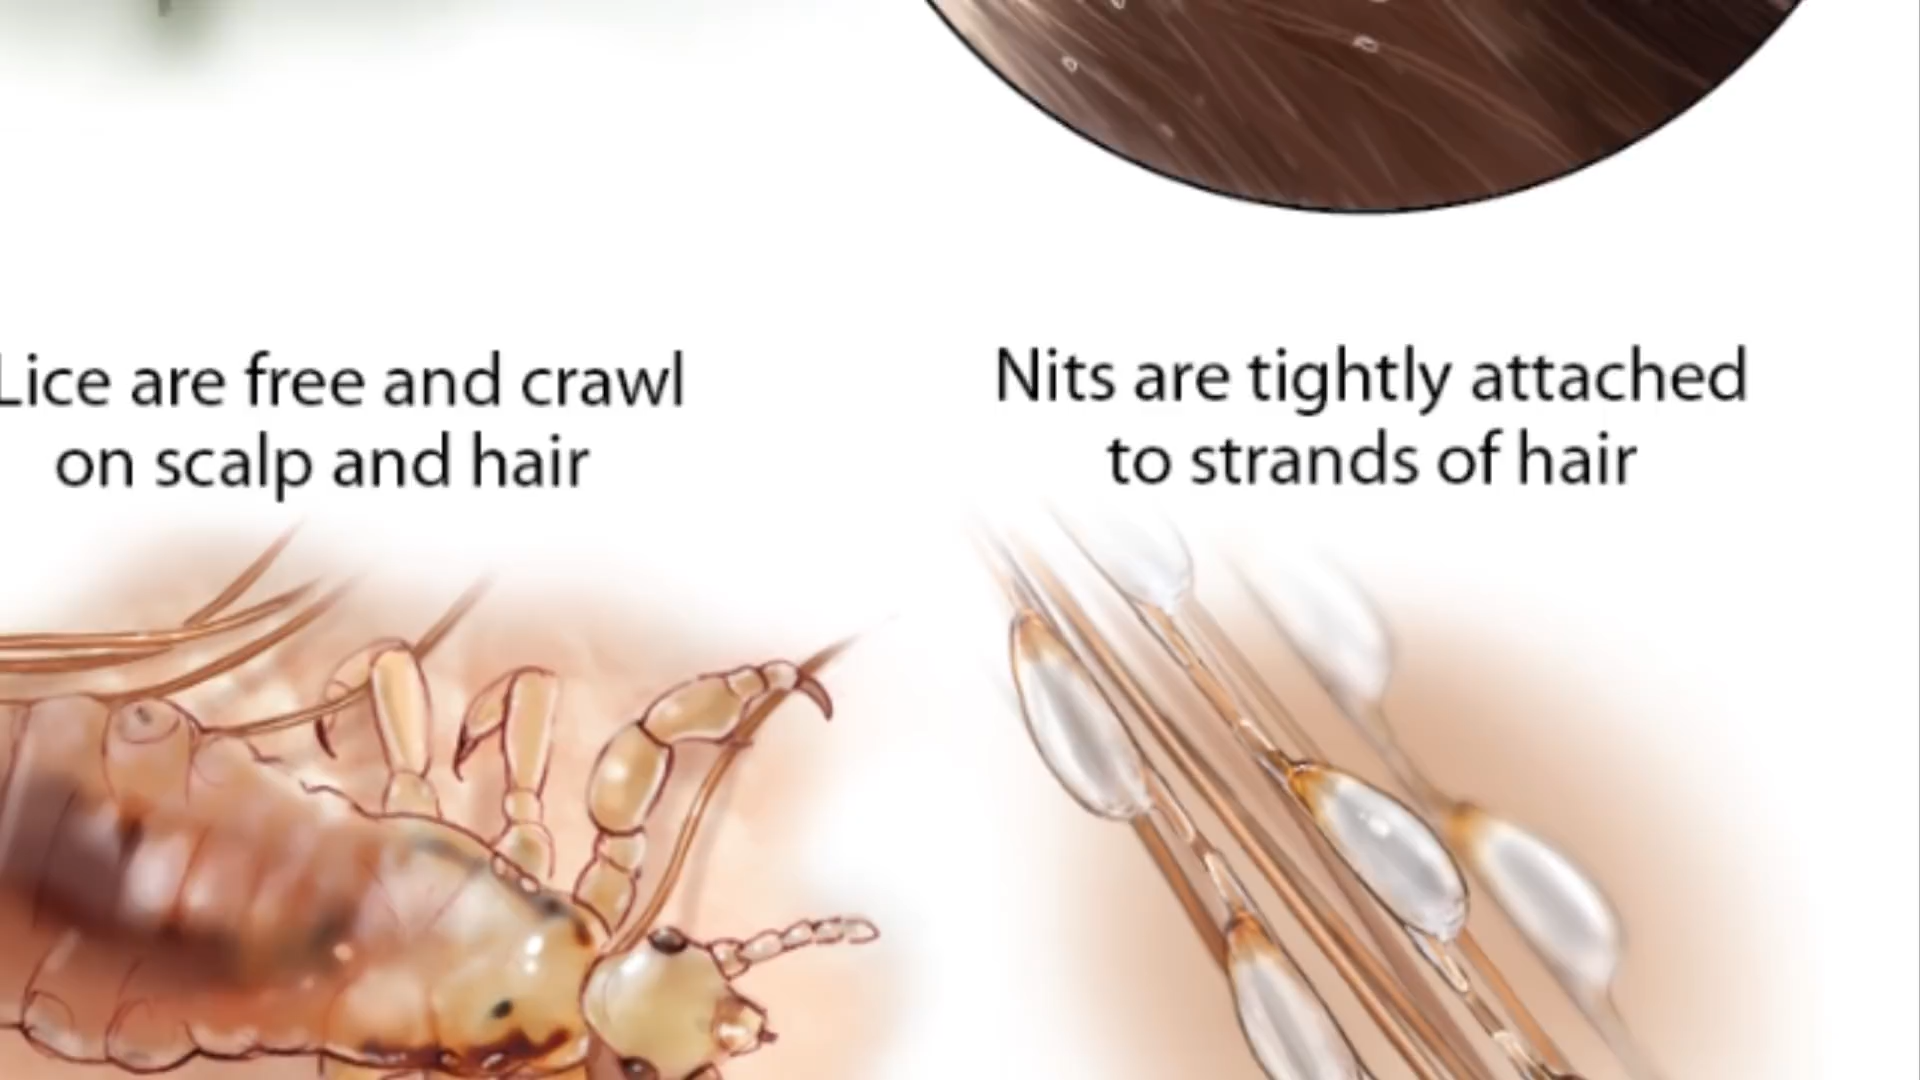 Lice are free and crawl
on scalp and hair
Nits are tightly attached
to strands of hair